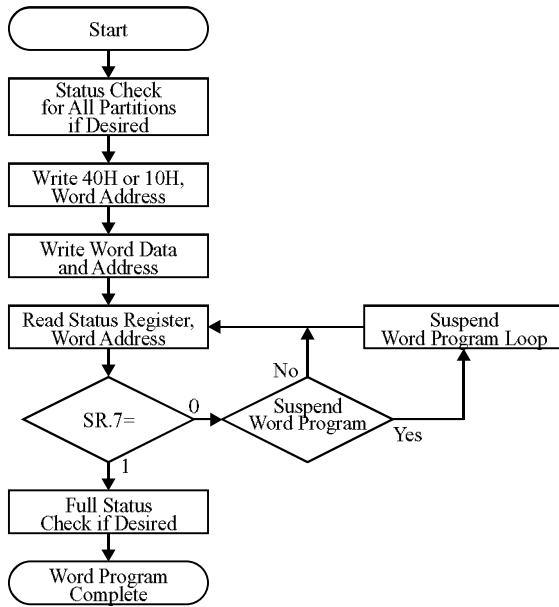 Start
Status Check
for All Partitions
if Desired
Write 40H or 10H,
Word Address
Write Word Data
and Address
Read Status Register,
Word Address
Suspend
Word Program Loop
No
SR.7=
0
Suspend
Word Program
Yes
1
Full Status
Check if Desired
Word Program
Complete